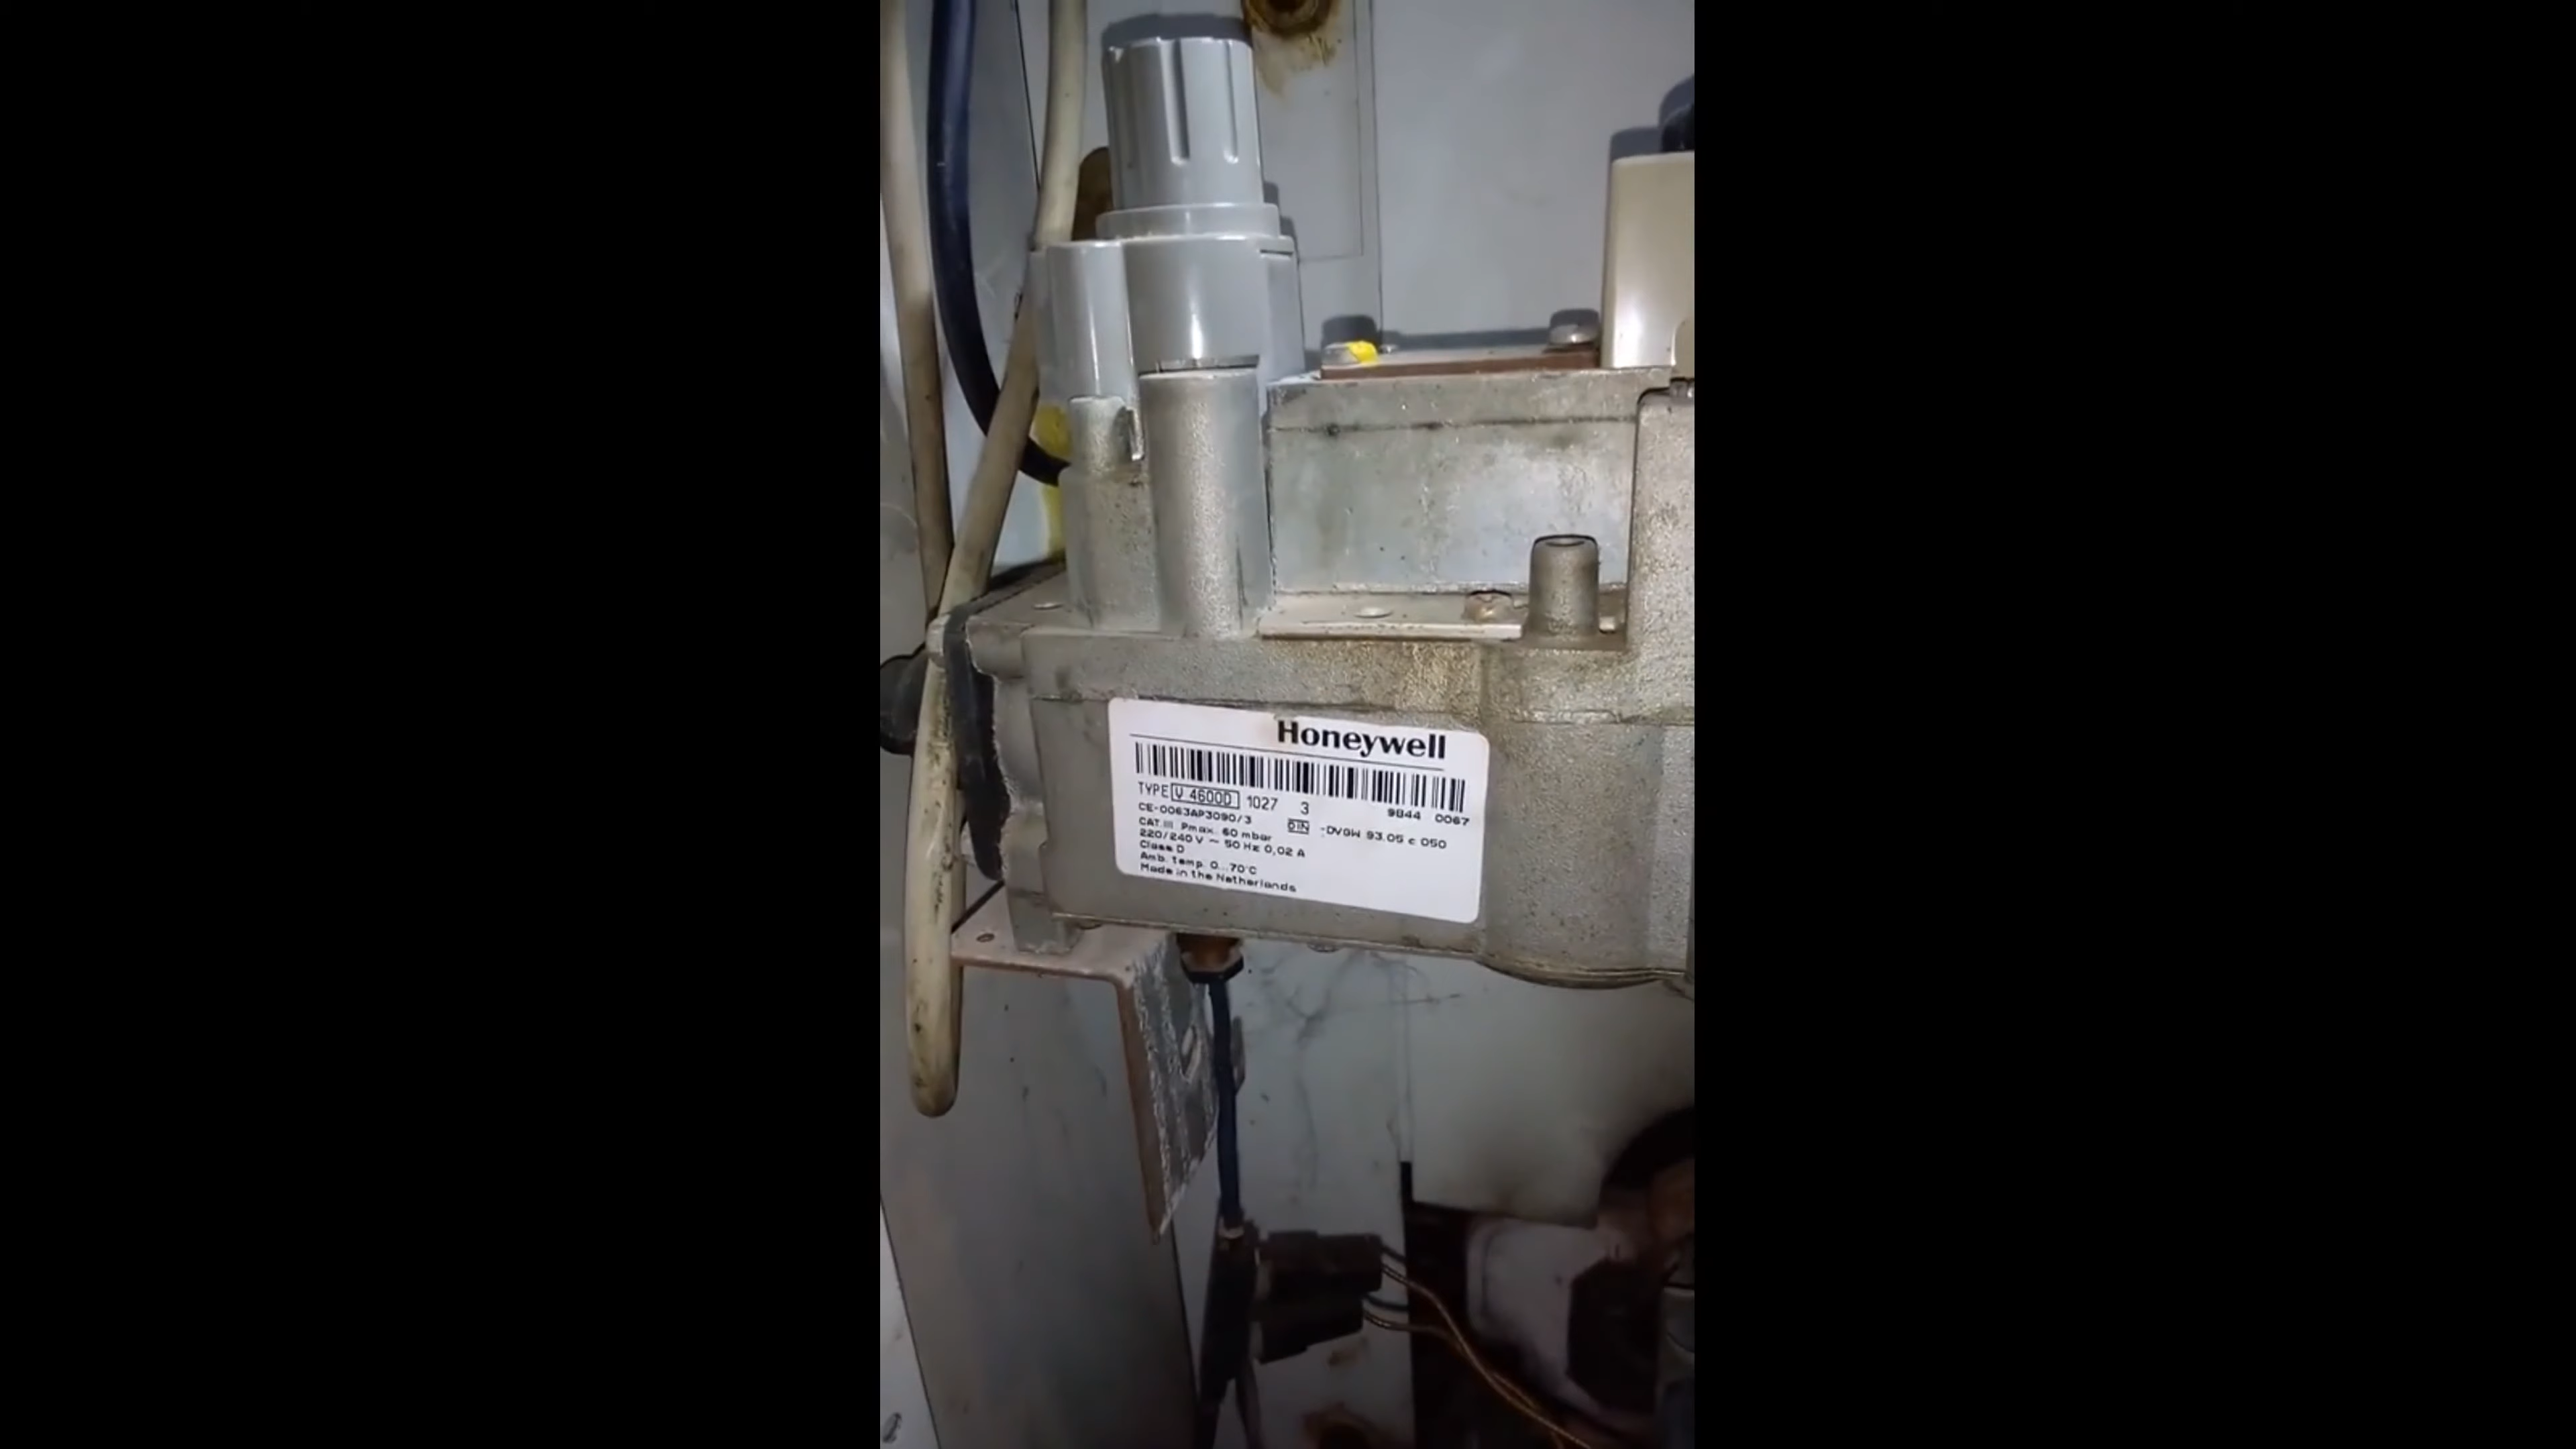 Honeywell
TYPE V 4600D 1027 3 9844 0067
CE-0063AP3090/3 DIN -DVGW 93.05 c 050
CAT.III Pmax. 60 mbar
220/240 V ~ 50 Hz 0,02 A
Class D
Amb. temp. 0...70°C
Made in the Netherlands